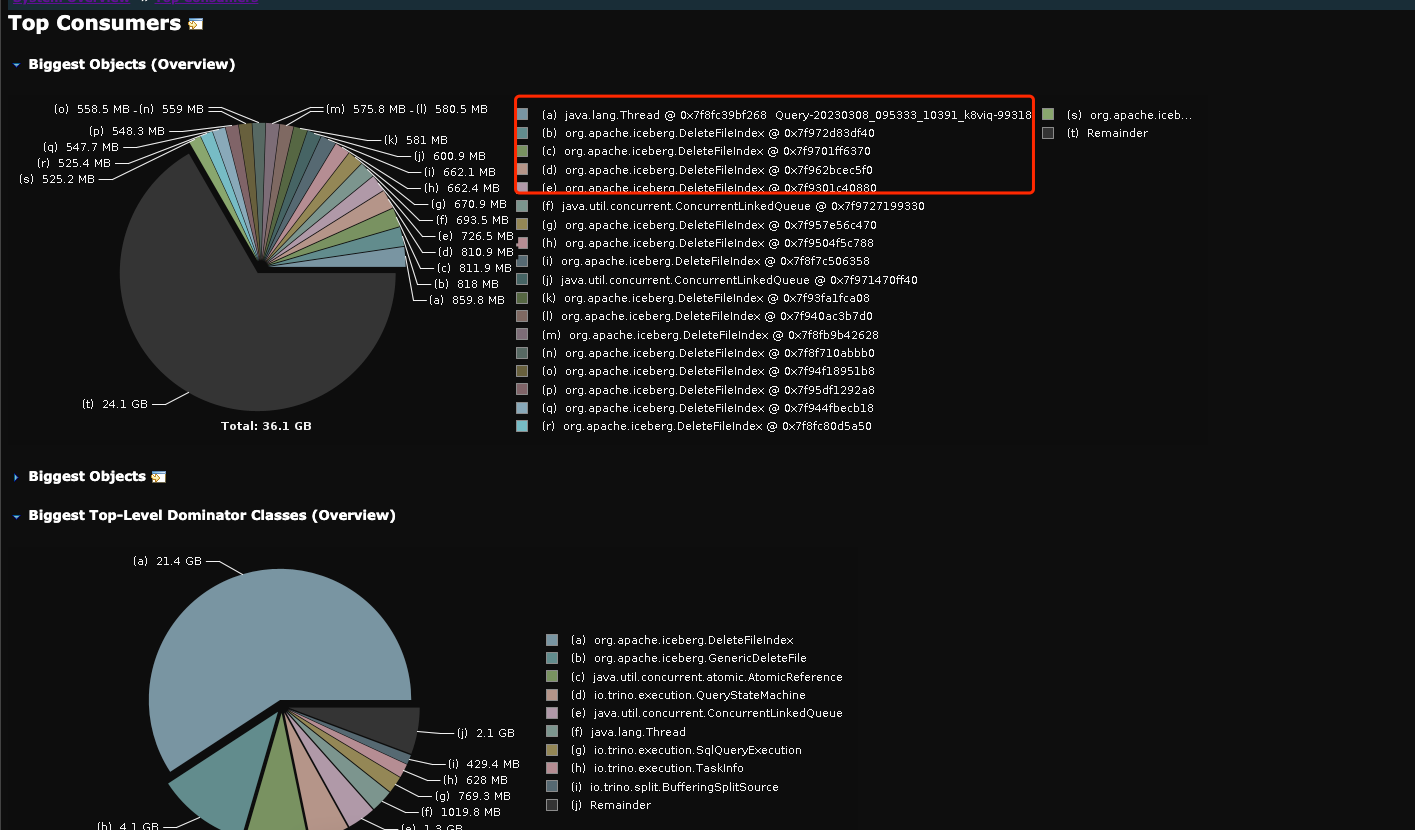 System Overview » Top Consumers
Top Consumers
Biggest Objects (Overview)
(o) 558.5 MB
(n) 559 MB
(m) 575.8 MB
(l) 580.5 MB
(p) 548.3 MB
(k) 581 MB
(q) 547.7 MB
(j) 600.9 MB
(r) 525.4 MB
(i) 662.1 MB
(s) 525.2 MB
(h) 662.4 MB
(g) 670.9 MB
(f) 693.5 MB
(e) 726.5 MB
(d) 810.9 MB
(c) 811.9 MB
(b) 818 MB
(a) 859.8 MB
(t) 24.1 GB
Total: 36.1 GB
(a) java.lang.Thread @ 0x7f8fc39bf268 Query-20230308_095333_10391_k8viq-99318
(b) org.apache.iceberg.DeleteFileIndex @ 0x7f972d83df40
(c) org.apache.iceberg.DeleteFileIndex @ 0x7f9701ff6370
(d) org.apache.iceberg.DeleteFileIndex @ 0x7f962bcec5f0
(e) org.apache.iceberg.DeleteFileIndex @ 0x7f9301c40880
(f) java.util.concurrent.ConcurrentLinkedQueue @ 0x7f9727199330
(g) org.apache.iceberg.DeleteFileIndex @ 0x7f957e56c470
(h) org.apache.iceberg.DeleteFileIndex @ 0x7f9504f5c788
(i) org.apache.iceberg.DeleteFileIndex @ 0x7f8f7c506358
(j) java.util.concurrent.ConcurrentLinkedQueue @ 0x7f971470ff40
(k) org.apache.iceberg.DeleteFileIndex @ 0x7f93fa1fca08
(l) org.apache.iceberg.DeleteFileIndex @ 0x7f940ac3b7d0
(m) org.apache.iceberg.DeleteFileIndex @ 0x7f8fb9b42628
(n) org.apache.iceberg.DeleteFileIndex @ 0x7f8f710abbb0
(o) org.apache.iceberg.DeleteFileIndex @ 0x7f94f18951b8
(p) org.apache.iceberg.DeleteFileIndex @ 0x7f95df1292a8
(q) org.apache.iceberg.DeleteFileIndex @ 0x7f944fbecb18
(r) org.apache.iceberg.DeleteFileIndex @ 0x7f8fc80d5a50
(s) org.apache.iceb...
(t) Remainder
Biggest Objects
Biggest Top-Level Dominator Classes (Overview)
(a) 21.4 GB
(j) 2.1 GB
(i) 429.4 MB
(h) 628 MB
(g) 769.3 MB
(f) 1019.8 MB
(e) 1.3 GB
(b) 4.1 GB
(a) org.apache.iceberg.DeleteFileIndex
(b) org.apache.iceberg.GenericDeleteFile
(c) java.util.concurrent.atomic.AtomicReference
(d) io.trino.execution.QueryStateMachine
(e) java.util.concurrent.ConcurrentLinkedQueue
(f) java.lang.Thread
(g) io.trino.execution.SqlQueryExecution
(h) io.trino.execution.TaskInfo
(i) io.trino.split.BufferingSplitSource
(j) Remainder